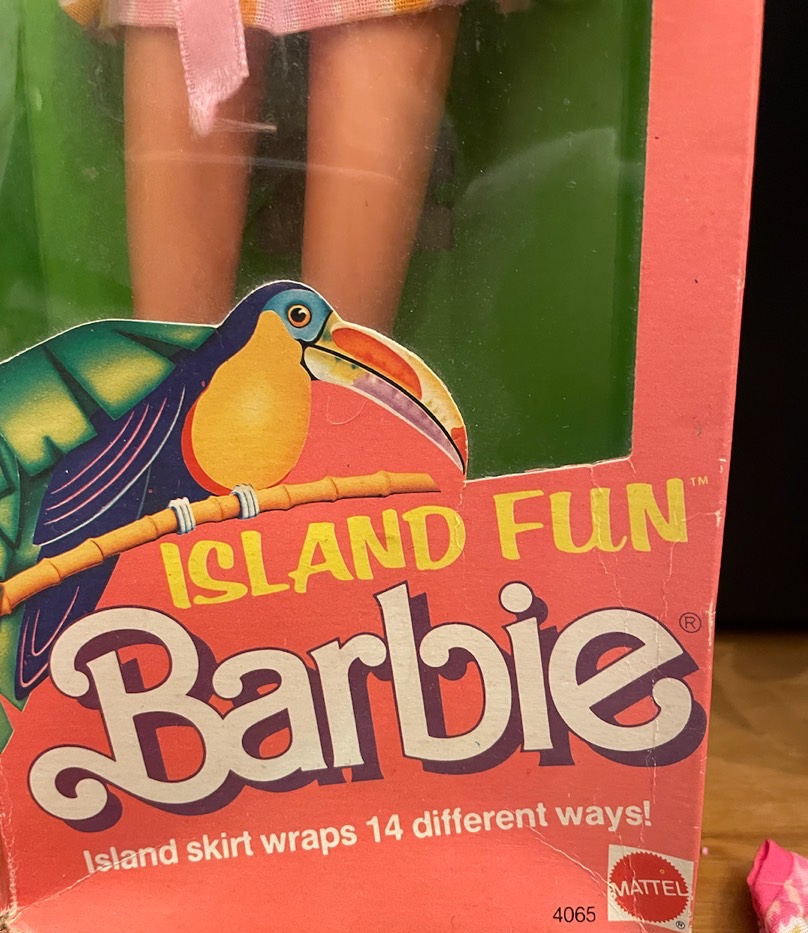 ISLAND FUN™
Barbie®
Island skirt wraps 14 different ways!
4065
MATTEL®